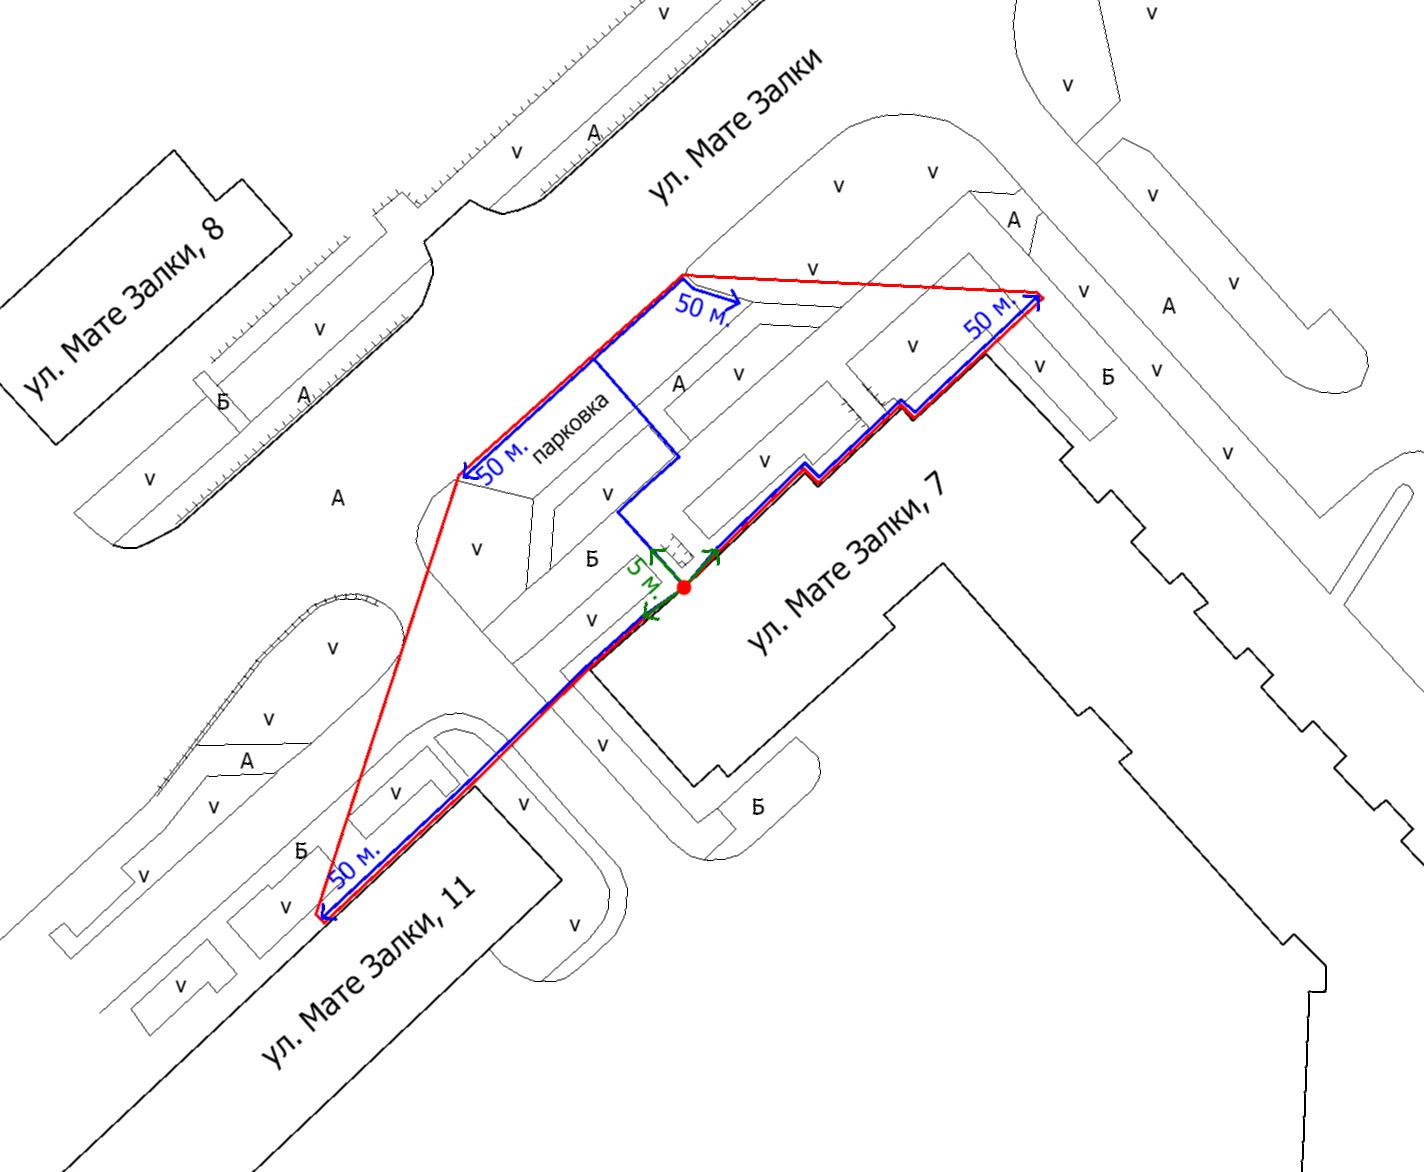 v
v
v
v
А
ул. Мате Залки
v
v
v
А
ул. Мате Залки, 8
v
v
v
А
v
50 м.
50 м.
v
v
А
Б
v
Б
v
v
А
парковка
А
v
50 м.
v
v
v
А
v
Б
5 м.
v
ул. Мате Залки, 7
v
v
А
v
v
v
v
Б
Б
v
50 м.
v
v
v
ул. Мате Залки, 11